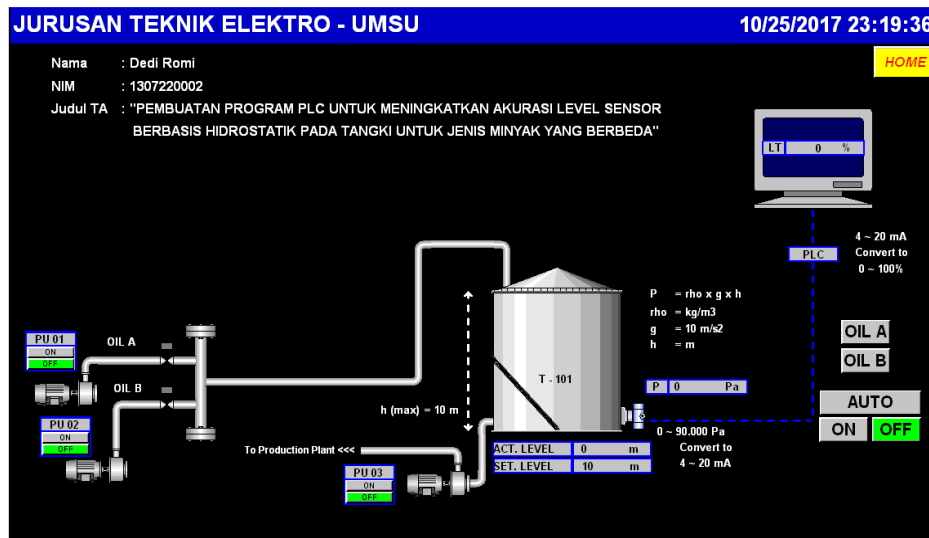 JURUSAN TEKNIK ELEKTRO - UMSU
10/25/2017 23:19:36
HOME
Nama : Dedi Romi
NIM : 1307220002
Judul TA : "PEMBUATAN PROGRAM PLC UNTUK MENINGKATKAN AKURASI LEVEL SENSOR
BERBASIS HIDROSTATIK PADA TANGKI UNTUK JENIS MINYAK YANG BERBEDA"
LT 0 %
PLC
4 ~ 20 mA
Convert to
0 ~ 100%
P = rho x g x h
rho = kg/m3
g = 10 m/s2
h = m
PU 01
ON
OFF
OIL A
OIL B
PU 02
ON
OFF
h (max) = 10 m
T - 101
P 0 Pa
OIL A
OIL B
AUTO
ON OFF
0 ~ 90.000 Pa
Convert to
4 ~ 20 mA
To Production Plant <<<
ACT. LEVEL 0 m
SET. LEVEL 10 m
PU 03
ON
OFF